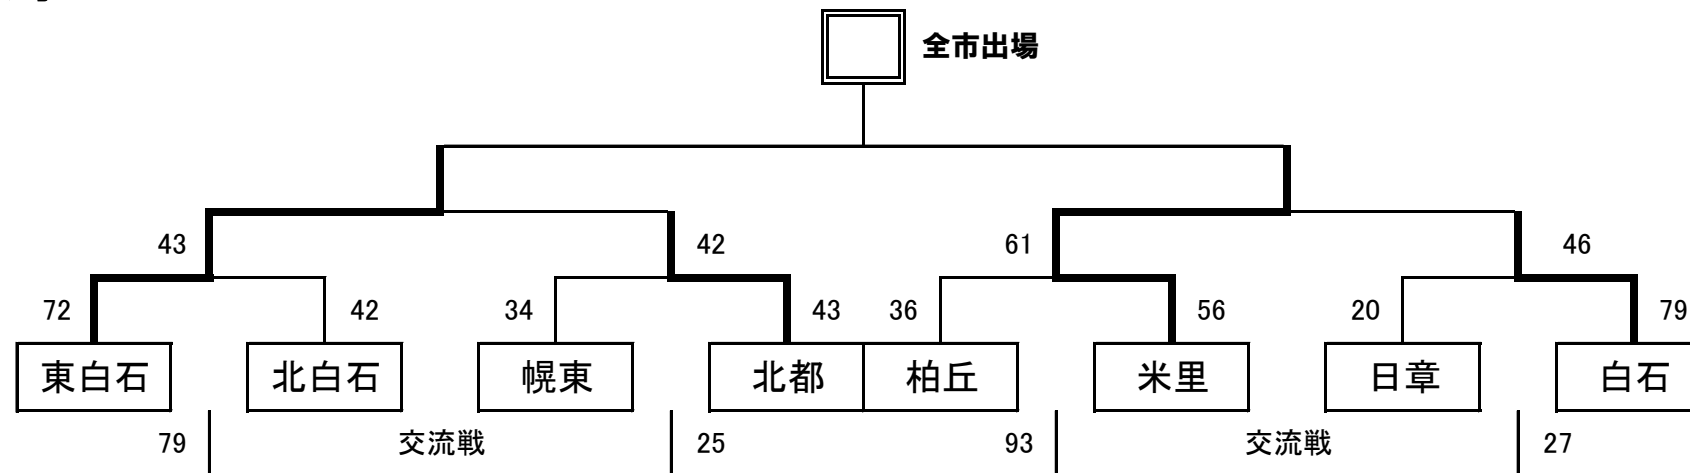 全市出場
43 42 61 46
72 42 34 43 36 56 20 79
東白石 北白石 幌東 北都 柏丘 米里 日章 白石
79 交流戦 25 93 交流戦 27